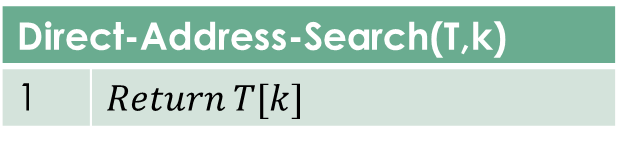 Direct-Address-Search(T,k)
1 Return T[k]